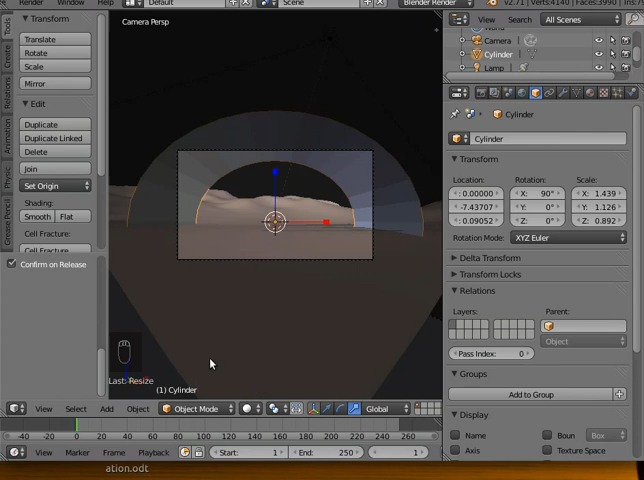 Render Window Help Default Scene Blender Render v2.71 Verts:4140 Faces:3990
Transform
Translate
Rotate
Scale
Mirror
Edit
Duplicate
Duplicate Linked
Delete
Join
Set Origin
Shading:
Smooth Flat
Cell Fracture:
Cell Fracture
Confirm on Release
Tools
Create
Relations
Animation
Physic
Grease Pencil
Camera Persp
Last: Resize
(1) Cylinder
View Select Add Object Object Mode Global
-40 -20 0 20 40 60 80 100 120 140 160 180 200 220 240 260
View Marker Frame Playback Start: 1 End: 250 1
ation.odt
View Search All Scenes
World
Camera
Cylinder
Lamp
Cylinder
Cylinder
Transform
Location: Rotation: Scale:
: 0.00000 X: 90° X: 1.439
-7.43707 Y: 0° Y: 1.126
: 0.09052 Z: 0° Z: 0.892
Rotation Mode: XYZ Euler
Delta Transform
Transform Locks
Relations
Layers: Parent:
Object
Pass Index: 0
Groups
Add to Group
Display
Name Boun Box
Axis Texture Space